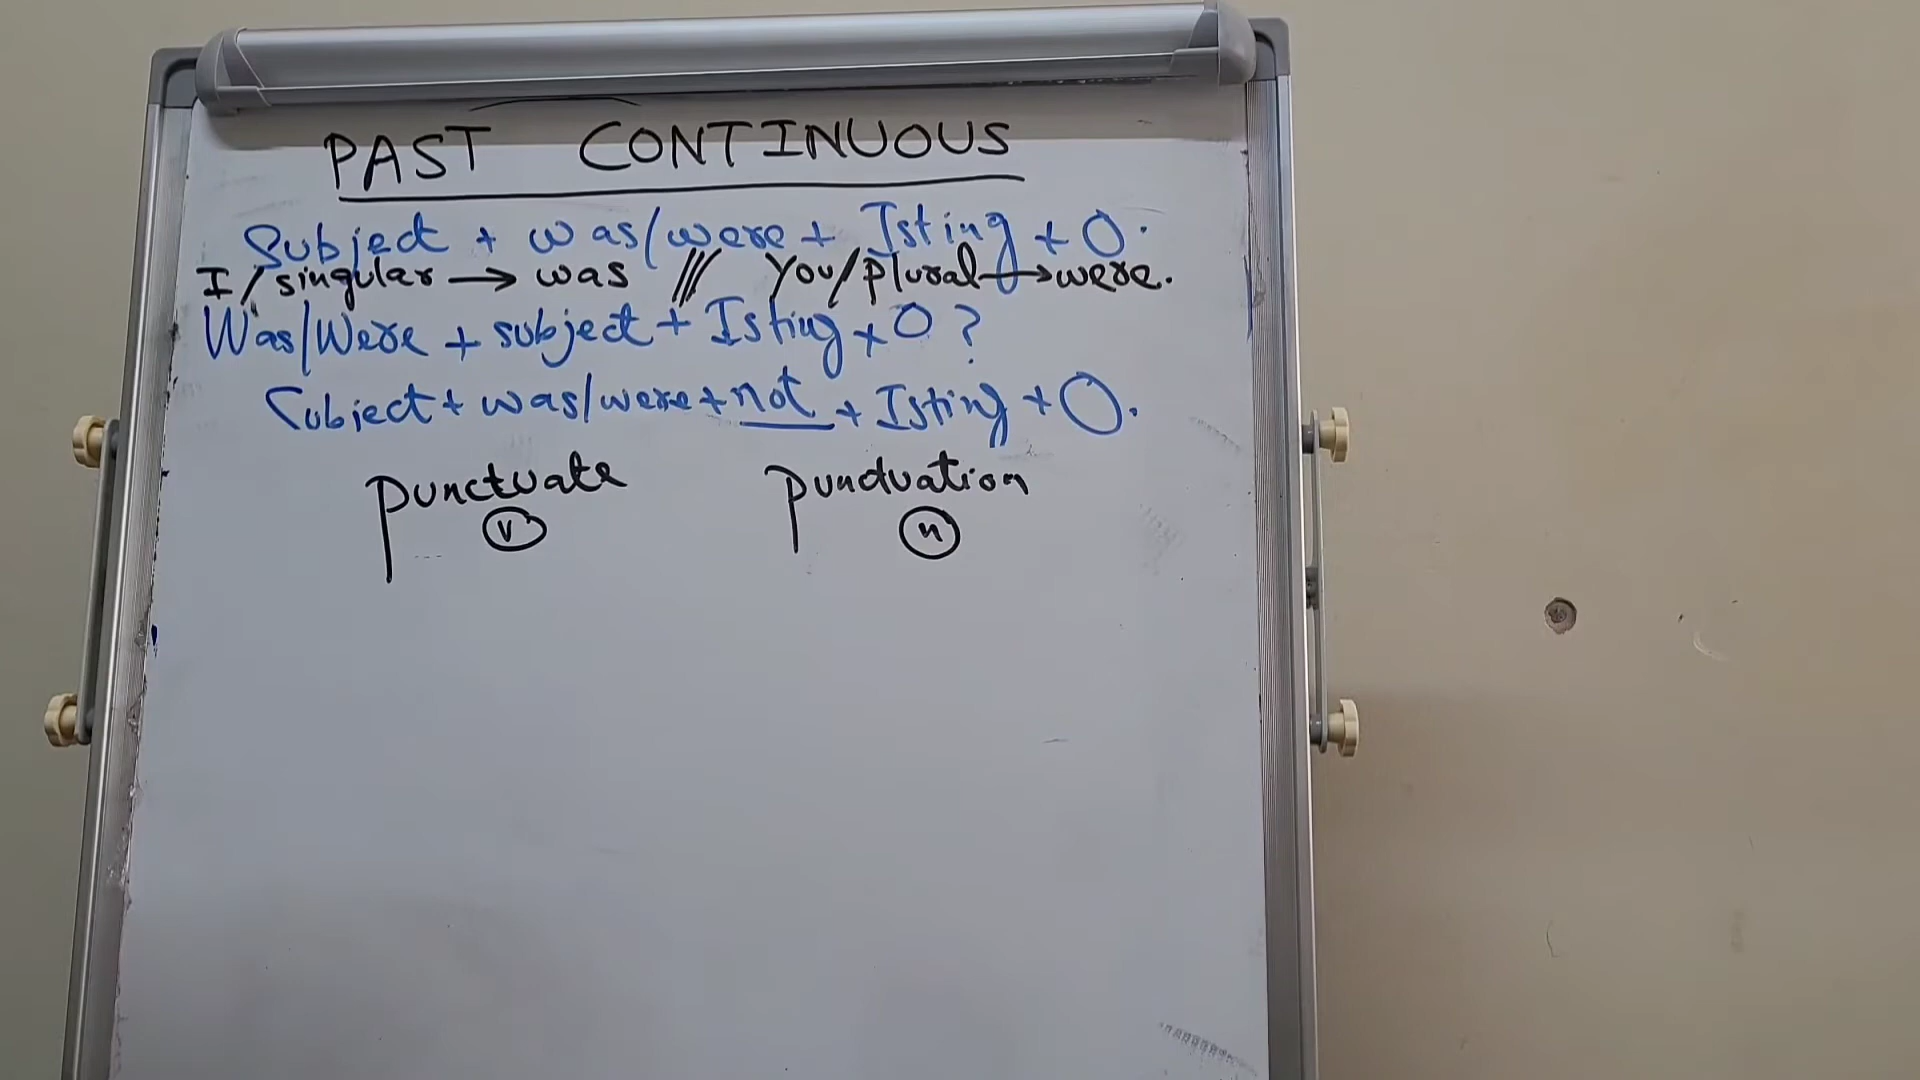 PAST CONTINUOUS
Subject + was/were + Isting + O.
I/singular → was /// You/plural → were.
Was/Were + subject + Isting + O?
Subject + was/were + not + Isting + O.
punctuate punctuation
v n